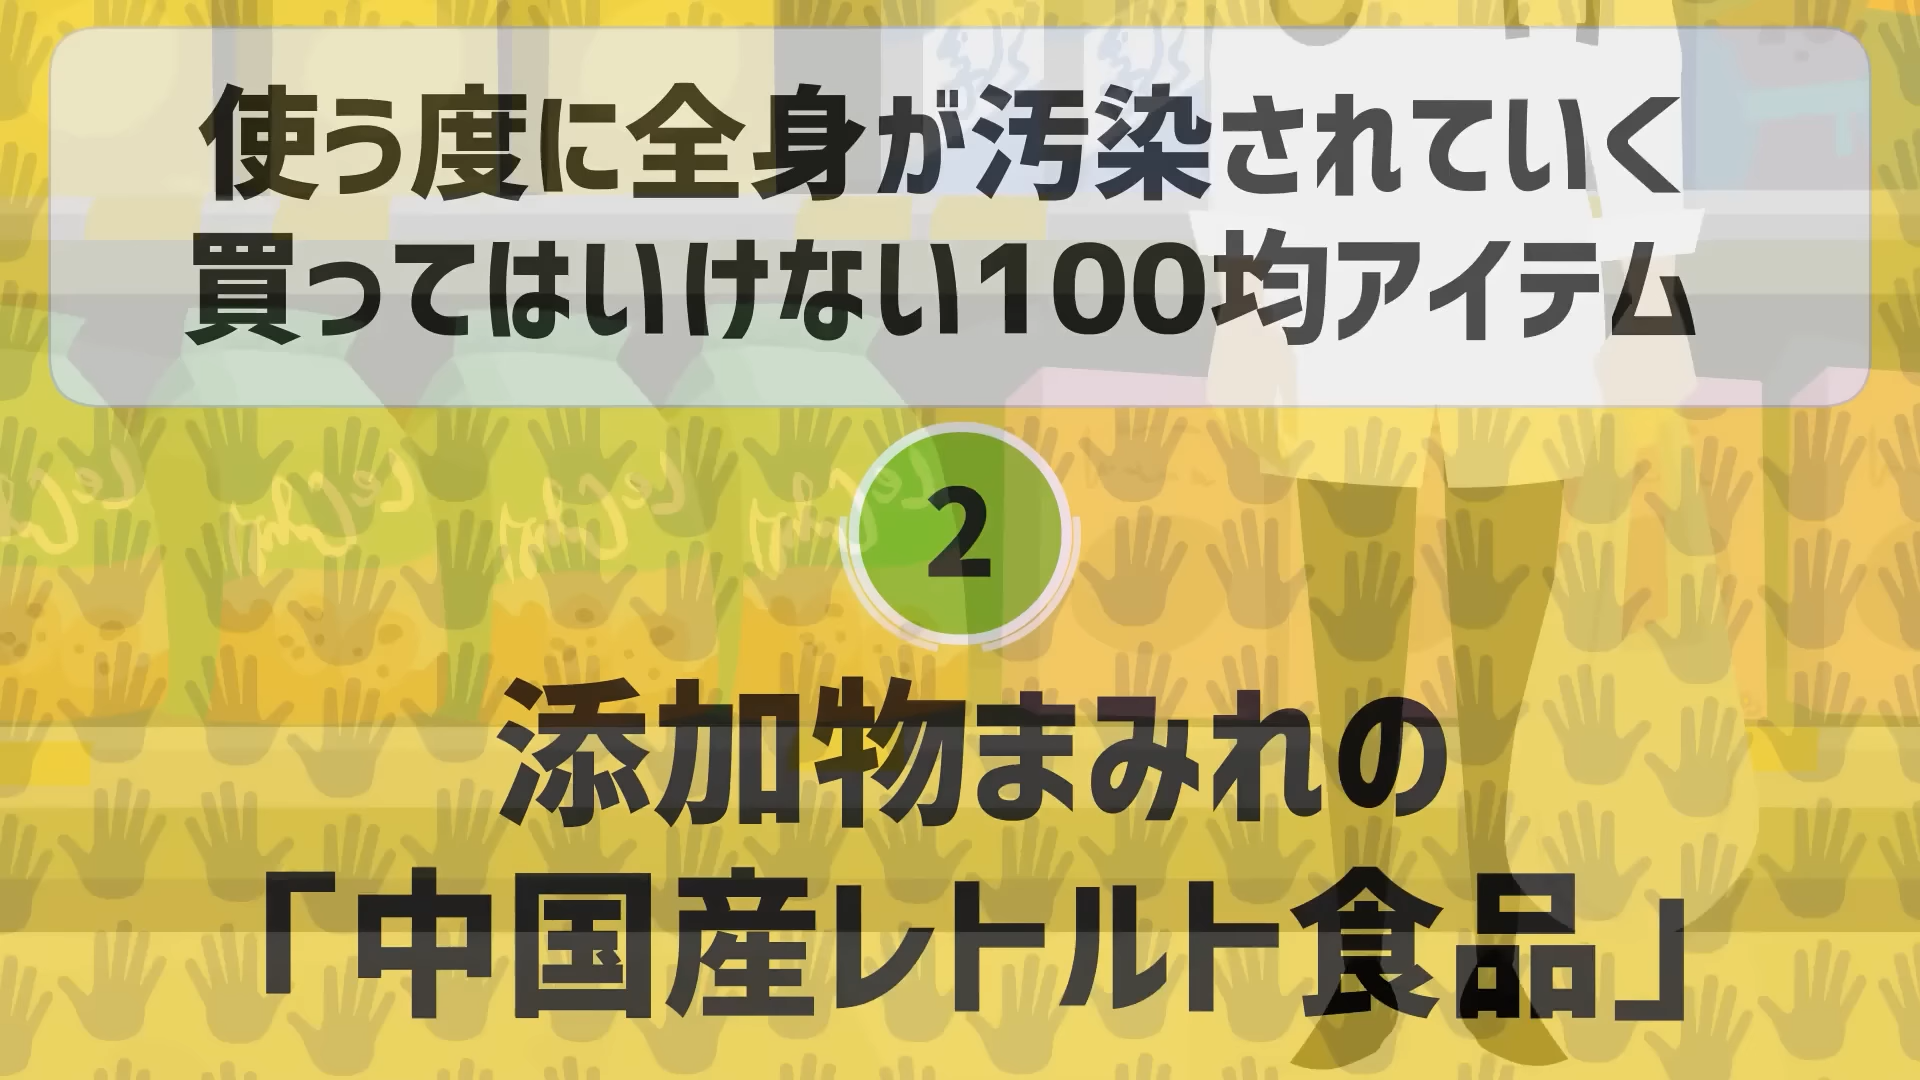 使う度に全身が汚染されていく
買ってはいけない100均アイテム
2
添加物まみれの
「中国産レトルト食品」